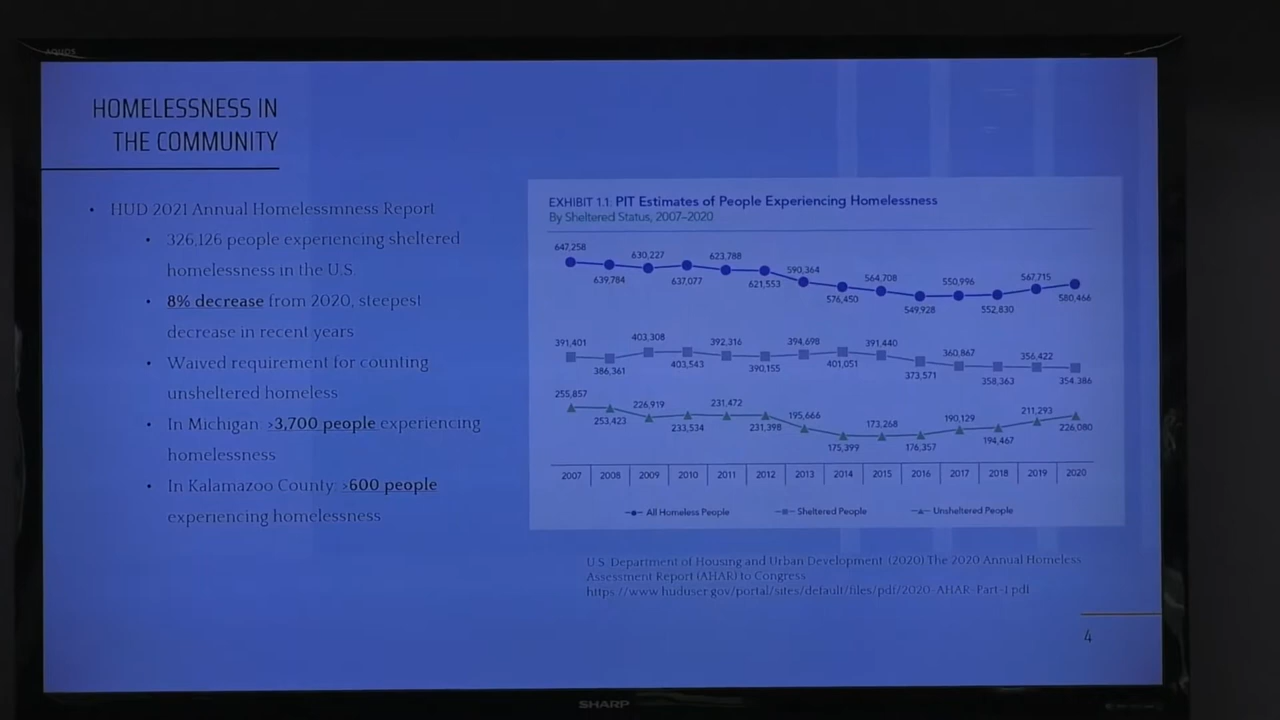 AQUOS
HOMELESSNESS IN
THE COMMUNITY
• HUD 2021 Annual Homelessmness Report
• 326,126 people experiencing sheltered
homelessness in the U.S.
• 8% decrease from 2020, steepest
decrease in recent years
• Waived requirement for counting
unsheltered homeless
• In Michigan: >3,700 people experiencing
homelessness
• In Kalamazoo County: >600 people
experiencing homelessness
EXHIBIT 1.1: PIT Estimates of People Experiencing Homelessness
By Sheltered Status, 2007–2020
647,258 630,227 623,788 590,364 564,708 550,996 567,715
639,784 637,077 621,553 576,450 549,928 552,830 580,466
391,401 403,308 392,316 394,698 391,440 360,867 356,422
386,361 403,543 390,155 401,051 373,571 358,363 354,386
255,857 226,919 231,472 195,666 173,268 190,129 211,293
253,423 233,534 231,398 175,399 176,357 194,467 226,080
2007 2008 2009 2010 2011 2012 2013 2014 2015 2016 2017 2018 2019 2020
All Homeless People Sheltered People Unsheltered People
U.S. Department of Housing and Urban Development. (2020) The 2020 Annual Homeless
Assessment Report (AHAR) to Congress
https://www.huduser.gov/portal/sites/default/files/pdf/2020-AHAR-Part-1.pdf
4
SHARP